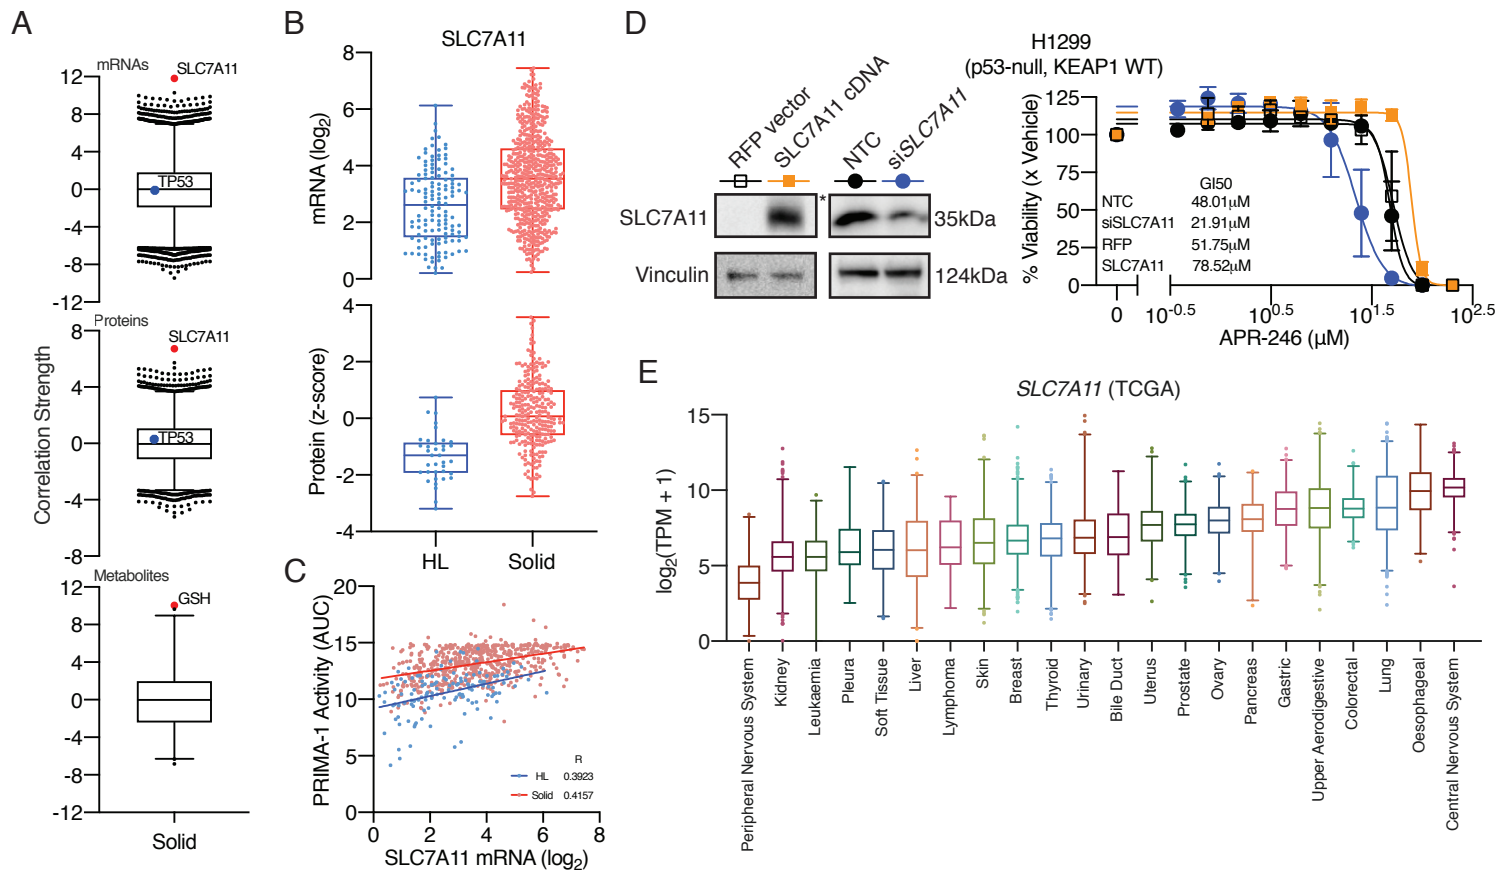 A
mRNAs
SLC7A11
12
8
4
0
-4
-8
-12
TP53
Proteins
SLC7A11
8
4
0
-4
-8
TP53
Metabolites
GSH
12
8
4
0
-4
-8
-12
Correlation Strength
Solid
B
SLC7A11
8
6
4
2
0
mRNA (log2)
4
2
0
-2
-4
Protein (z-score)
HL
Solid
C
20
15
10
5
0
PRIMA-1 Activity (AUC)
R
HL 0.3923
Solid 0.4157
0 2 4 6 8
SLC7A11 mRNA (log2)
D
RFP vector
SLC7A11 cDNA
NTC
siSLC7A11
SLC7A11
*
35kDa
Vinculin
124kDa
H1299
(p53-null, KEAP1 WT)
125
100
75
50
25
0
% Viability (x Vehicle)
GI50
NTC 48.01µM
siSLC7A11 21.91µM
RFP 51.75µM
SLC7A11 78.52µM
0 10-0.5 100.5 101.5 102.5
APR-246 (µM)
E
SLC7A11 (TCGA)
15
10
5
0
log2(TPM + 1)
Peripheral Nervous System
Kidney
Leukaemia
Pleura
Soft Tissue
Liver
Lymphoma
Skin
Breast
Thyroid
Urinary
Bile Duct
Uterus
Prostate
Ovary
Pancreas
Gastric
Upper Aerodigestive
Colorectal
Lung
Oesophageal
Central Nervous System